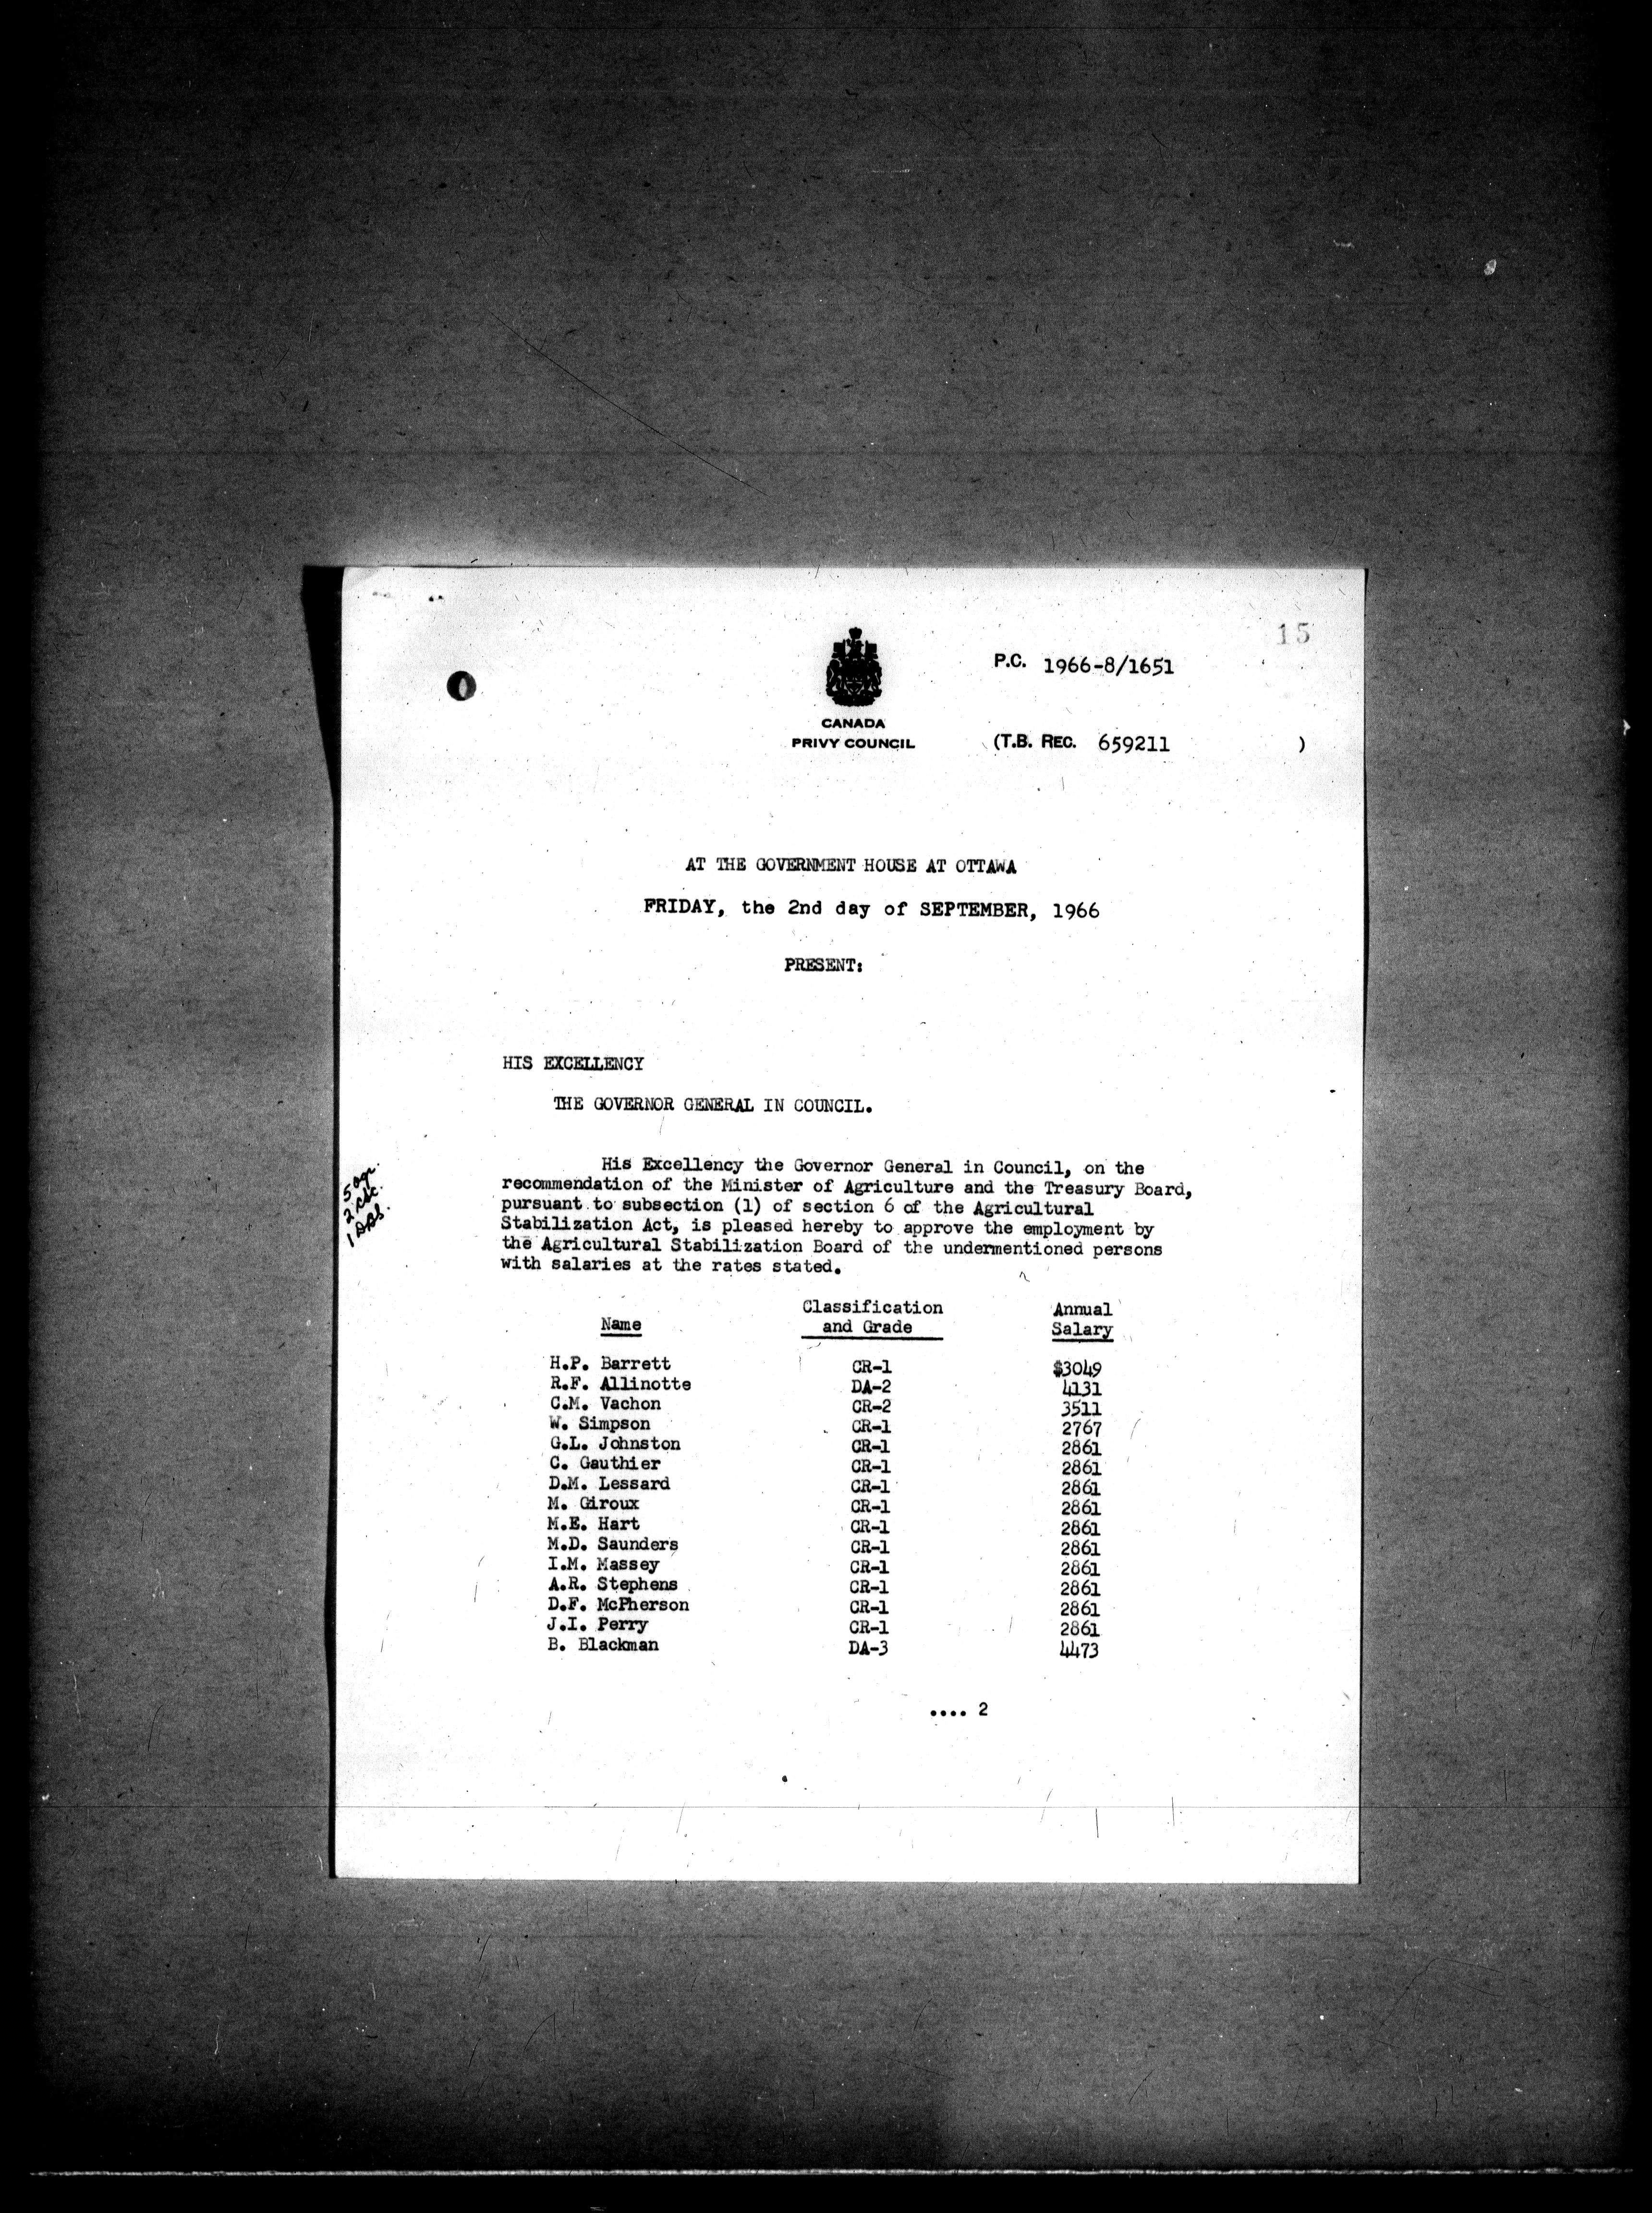 15
P.C. 1966-8/1651
CANADA
PRIVY COUNCIL
(T.B. REC. 659211 )
AT THE GOVERNMENT HOUSE AT OTTAWA
FRIDAY, the 2nd day of SEPTEMBER, 1966
PRESENT:
HIS EXCELLENCY
THE GOVERNOR GENERAL IN COUNCIL.
5 agr.
2
1 DBS.
His Excellency the Governor General in Council, on the
recommendation of the Minister of Agriculture and the Treasury Board,
pursuant to subsection (1) of section 6 of the Agricultural
Stabilization Act, is pleased hereby to approve the employment by
the Agricultural Stabilization Board of the undermentioned persons
with salaries at the rates stated.
Name Classification and Grade Annual Salary
H.P. Barrett CR-1 $3049
R.F. Allinotte DA-2 4131
C.M. Vachon CR-2 3511
W. Simpson CR-1 2767
G.L. Johnston CR-1 2861
C. Gauthier CR-1 2861
D.M. Lessard CR-1 2861
M. Giroux CR-1 2861
M.E. Hart CR-1 2861
M.D. Saunders CR-1 2861
I.M. Massey CR-1 2861
A.R. Stephens CR-1 2861
D.F. McPherson CR-1 2861
J.I. Perry CR-1 2861
B. Blackman DA-3 4473
.... 2